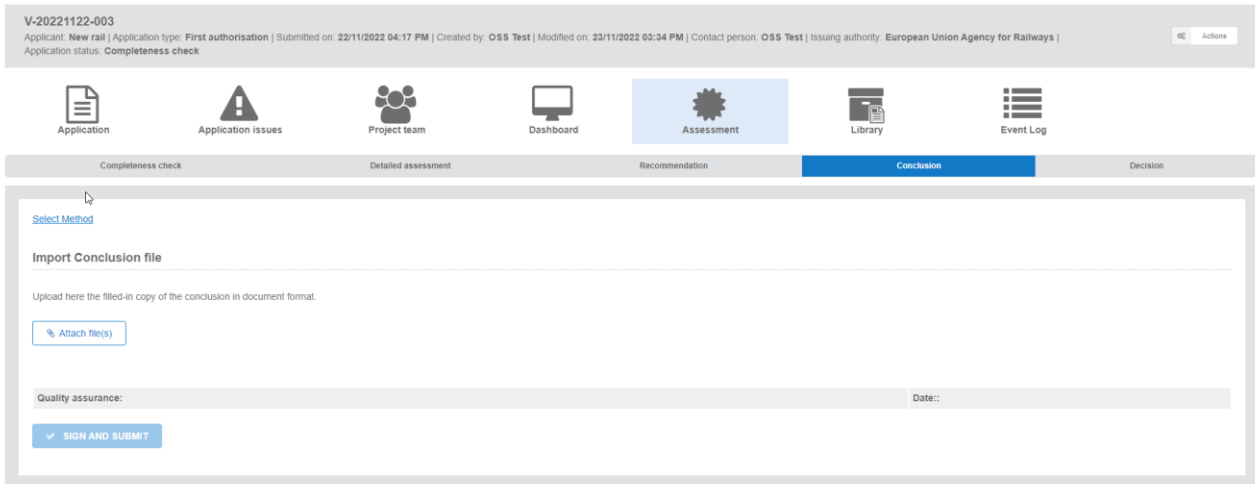 V-20221122-003
Applicant: New rail | Application type: First authorisation | Submitted on: 22/11/2022 04:17 PM | Created by: OSS Test | Modified on: 23/11/2022 03:34 PM | Contact person: OSS Test | Issuing authority: European Union Agency for Railways |
Application status: Completeness check
Actions
Application
Application issues
Project team
Dashboard
Assessment
Library
Event Log
Completeness check
Detailed assessment
Recommendation
Conclusion
Decision
Select Method
Import Conclusion file
Upload here the filled-in copy of the conclusion in document format.
Attach file(s)
Quality assurance:
Date::
SIGN AND SUBMIT